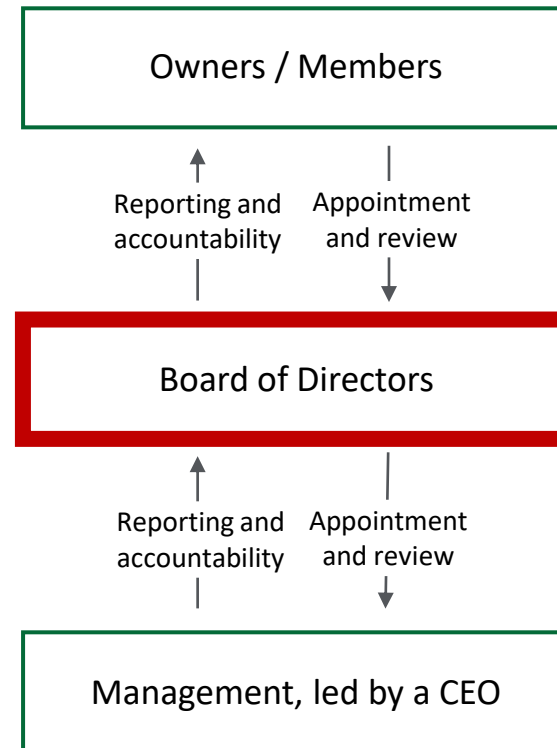 Owners / Members
Reporting and
accountability
Appointment
and review
Board of Directors
Reporting and
accountability
Appointment
and review
Management, led by a CEO